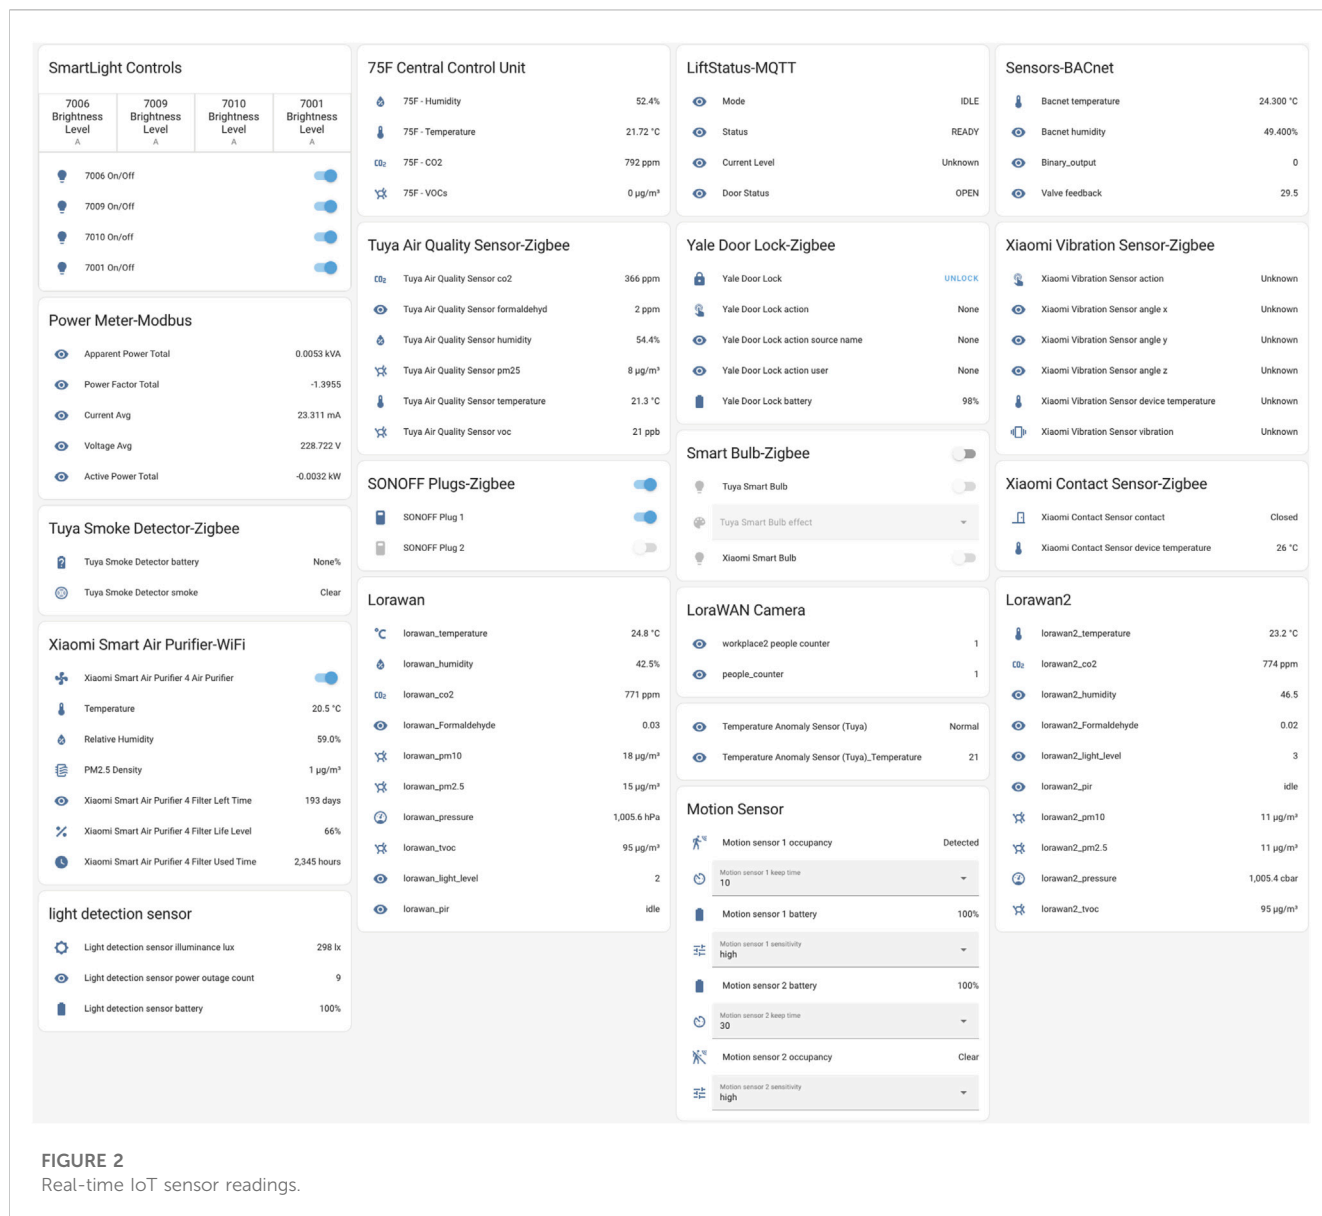 SmartLight Controls
7006 Brightness Level A
7009 Brightness Level A
7010 Brightness Level A
7001 Brightness Level A
7006 On/Off
7009 On/Off
7010 On/off
7001 On/Off
Power Meter-Modbus
Apparent Power Total 0.0053 kVA
Power Factor Total -1.3955
Current Avg 23.311 mA
Voltage Avg 228.722 V
Active Power Total -0.0032 kW
Tuya Smoke Detector-Zigbee
Tuya Smoke Detector battery None%
Tuya Smoke Detector smoke Clear
Xiaomi Smart Air Purifier-WiFi
Xiaomi Smart Air Purifier 4 Air Purifier
Temperature 20.5 °C
Relative Humidity 59.0%
PM2.5 Density 1 µg/m³
Xiaomi Smart Air Purifier 4 Filter Left Time 193 days
Xiaomi Smart Air Purifier 4 Filter Life Level 66%
Xiaomi Smart Air Purifier 4 Filter Used Time 2,345 hours
light detection sensor
Light detection sensor illuminance lux 298 lx
Light detection sensor power outage count 9
Light detection sensor battery 100%
75F Central Control Unit
75F - Humidity 52.4%
75F - Temperature 21.72 °C
CO2 75F - CO2 792 ppm
75F - VOCs 0 µg/m³
Tuya Air Quality Sensor-Zigbee
CO2 Tuya Air Quality Sensor co2 366 ppm
Tuya Air Quality Sensor formaldehyd 2 ppm
Tuya Air Quality Sensor humidity 54.4%
Tuya Air Quality Sensor pm25 8 µg/m³
Tuya Air Quality Sensor temperature 21.3 °C
Tuya Air Quality Sensor voc 21 ppb
SONOFF Plugs-Zigbee
SONOFF Plug 1
SONOFF Plug 2
Lorawan
°C lorawan_temperature 24.8 °C
lorawan_humidity 42.5%
CO2 lorawan_co2 771 ppm
lorawan_Formaldehyde 0.03
lorawan_pm10 18 µg/m³
lorawan_pm2.5 15 µg/m³
lorawan_pressure 1,005.6 hPa
lorawan_tvoc 95 µg/m³
lorawan_light_level 2
lorawan_pir idle
LiftStatus-MQTT
Mode IDLE
Status READY
Current Level Unknown
Door Status OPEN
Yale Door Lock-Zigbee
Yale Door Lock UNLOCK
Yale Door Lock action None
Yale Door Lock action source name None
Yale Door Lock action user None
Yale Door Lock battery 98%
Smart Bulb-Zigbee
Tuya Smart Bulb
Tuya Smart Bulb effect
Xiaomi Smart Bulb
LoraWAN Camera
workplace2 people counter 1
people_counter 1
Temperature Anomaly Sensor (Tuya) Normal
Temperature Anomaly Sensor (Tuya)_Temperature 21
Motion Sensor
Motion sensor 1 occupancy Detected
Motion sensor 1 keep time
10
Motion sensor 1 battery 100%
Motion sensor 1 sensitivity
high
Motion sensor 2 battery 100%
Motion sensor 2 keep time
30
Motion sensor 2 occupancy Clear
Motion sensor 2 sensitivity
high
Sensors-BACnet
Bacnet temperature 24.300 °C
Bacnet humidity 49.400%
Binary_output 0
Valve feedback 29.5
Xiaomi Vibration Sensor-Zigbee
Xiaomi Vibration Sensor action Unknown
Xiaomi Vibration Sensor angle x Unknown
Xiaomi Vibration Sensor angle y Unknown
Xiaomi Vibration Sensor angle z Unknown
Xiaomi Vibration Sensor device temperature Unknown
Xiaomi Vibration Sensor vibration Unknown
Xiaomi Contact Sensor-Zigbee
Xiaomi Contact Sensor contact Closed
Xiaomi Contact Sensor device temperature 26 °C
Lorawan2
lorawan2_temperature 23.2 °C
CO2 lorawan2_co2 774 ppm
lorawan2_humidity 46.5
lorawan2_Formaldehyde 0.02
lorawan2_light_level 3
lorawan2_pir idle
lorawan2_pm10 11 µg/m³
lorawan2_pm2.5 11 µg/m³
lorawan2_pressure 1,005.4 cbar
lorawan2_tvoc 95 µg/m³
FIGURE 2
Real-time IoT sensor readings.